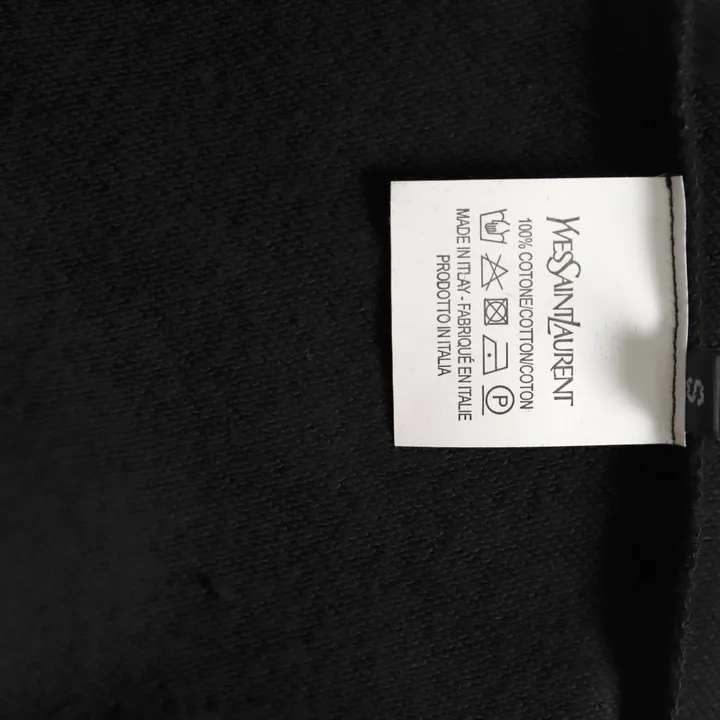 YVESSAINTLAURENT
100% COTONE/COTTON/COTON
P
MADE IN ITLAY - FABRIQUÉ EN ITALIE
PRODOTTO IN ITALIA
S